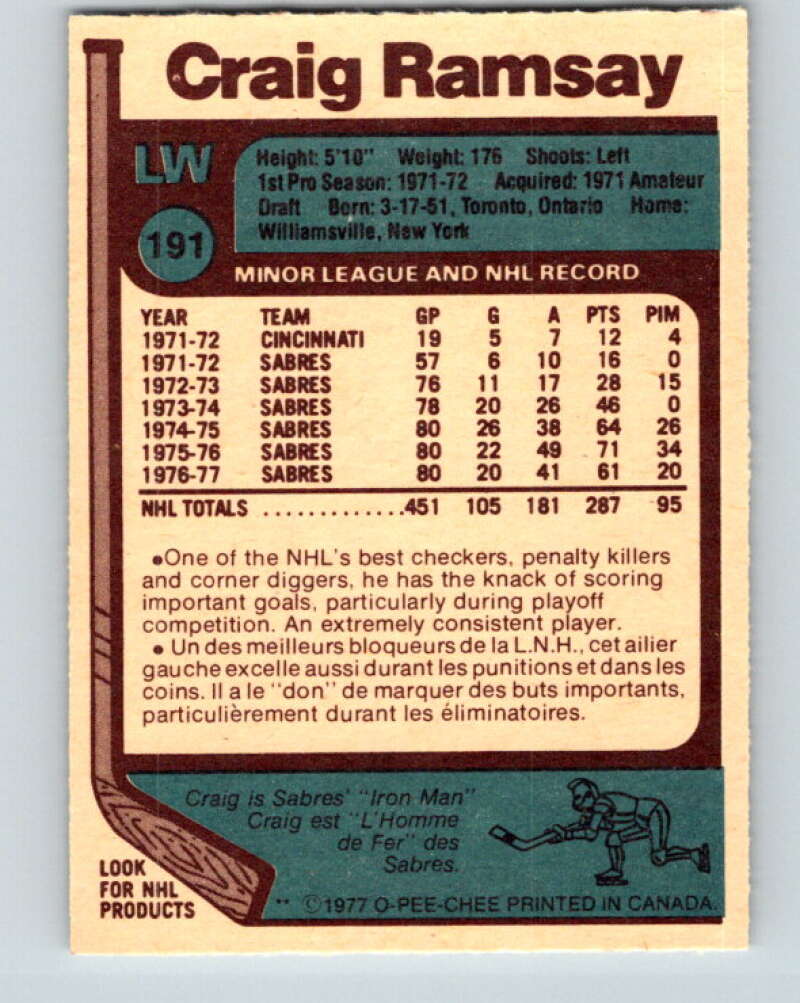 Craig Ramsay
LW
191
Height: 5'10" Weight: 176 Shoots: Left
1st Pro Season: 1971-72 Acquired: 1971 Amateur
Draft Born: 3-17-51, Toronto, Ontario Home:
Williamsville, New York
MINOR LEAGUE AND NHL RECORD
YEAR TEAM GP G A PTS PIM
1971-72 CINCINNATI 19 5 7 12 4
1971-72 SABRES 57 6 10 16 0
1972-73 SABRES 76 11 17 28 15
1973-74 SABRES 78 20 26 46 0
1974-75 SABRES 80 26 38 64 26
1975-76 SABRES 80 22 49 71 34
1976-77 SABRES 80 20 41 61 20
NHL TOTALS .............451 105 181 287 95
•One of the NHL's best checkers, penalty killers
and corner diggers, he has the knack of scoring
important goals, particularly during playoff
competition. An extremely consistent player.
• Un des meilleurs bloqueurs de la L.N.H., cet ailier
gauche excelle aussi durant les punitions et dans les
coins. Il a le "don" de marquer des buts importants,
particulièrement durant les éliminatoires.
Craig is Sabres' "Iron Man"
Craig est "L'Homme
de Fer" des
Sabres.
LOOK
FOR NHL
PRODUCTS
** ©1977 O-PEE-CHEE PRINTED IN CANADA.